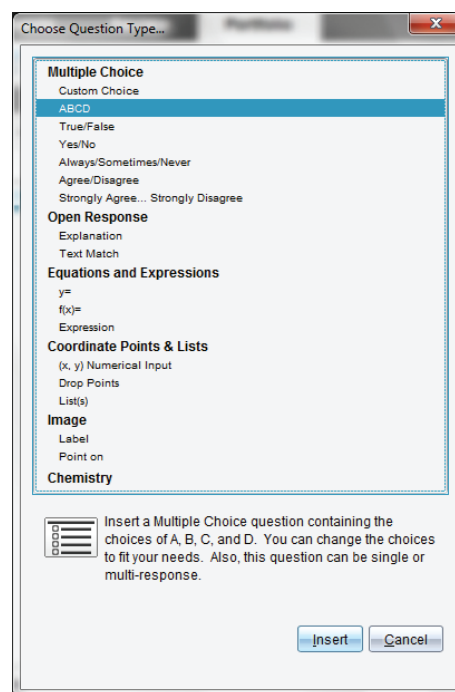 Choose Question Type...
Portfolio
Multiple Choice
Custom Choice
ABCD
True/False
Yes/No
Always/Sometimes/Never
Agree/Disagree
Strongly Agree... Strongly Disagree
Open Response
Explanation
Text Match
Equations and Expressions
y=
f(x)=
Expression
Coordinate Points & Lists
(x, y) Numerical Input
Drop Points
List(s)
Image
Label
Point on
Chemistry
Insert a Multiple Choice question containing the
choices of A, B, C, and D. You can change the choices
to fit your needs. Also, this question can be single or
multi-response.
Insert
Cancel